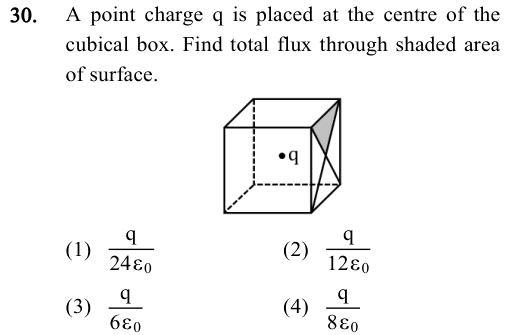 30. A point charge q is placed at the centre of the
cubical box. Find total flux through shaded area
of surface.
•q
(1) q/24ε₀ (2) q/12ε₀
(3) q/6ε₀ (4) q/8ε₀